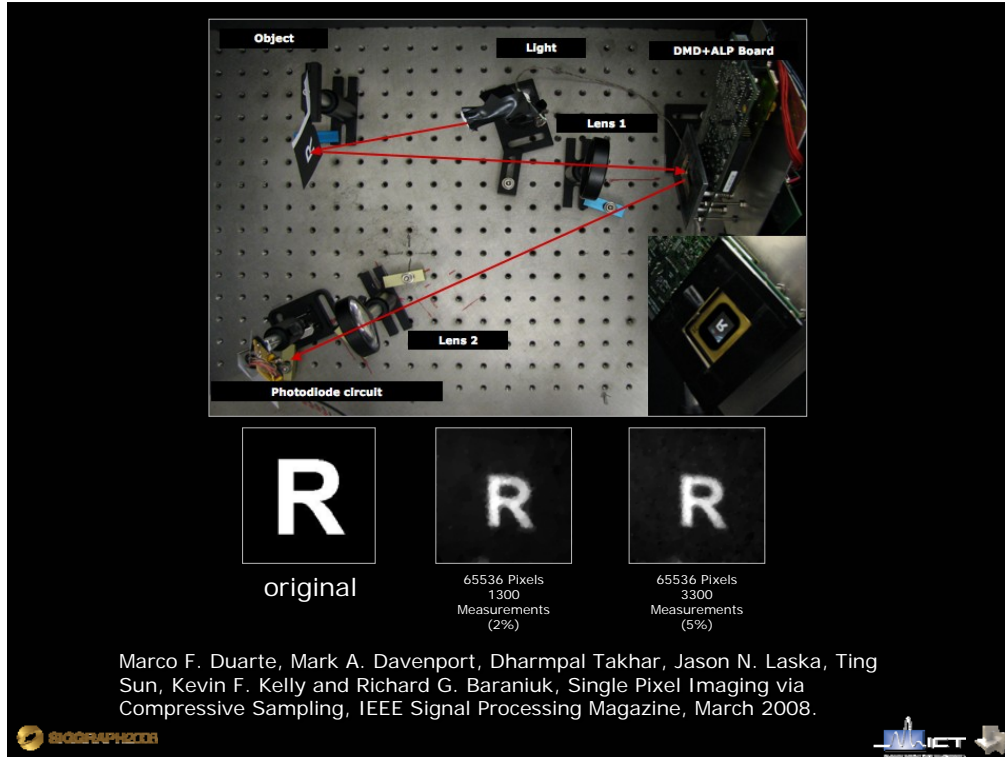 Object
Light
DMD+ALP Board
Lens 1
R
R
Lens 2
Photodiode circuit
R
R
R
original
65536 Pixels
1300
Measurements
(2%)
65536 Pixels
3300
Measurements
(5%)
Marco F. Duarte, Mark A. Davenport, Dharmpal Takhar, Jason N. Laska, Ting
Sun, Kevin F. Kelly and Richard G. Baraniuk, Single Pixel Imaging via
Compressive Sampling, IEEE Signal Processing Magazine, March 2008.
ICT